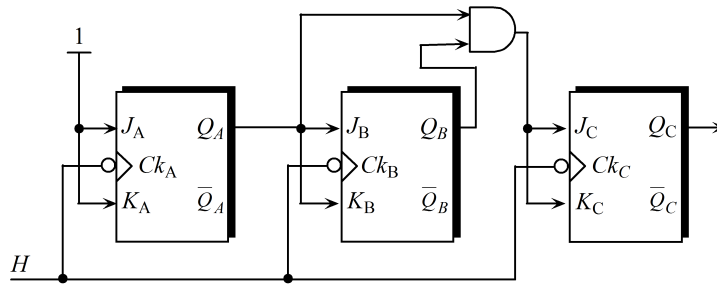 1
J_A Q_A J_B Q_B J_C Q_C
Ck_A Ck_B Ck_C
K_A Q̅_A K_B Q̅_B K_C Q̅_C
H